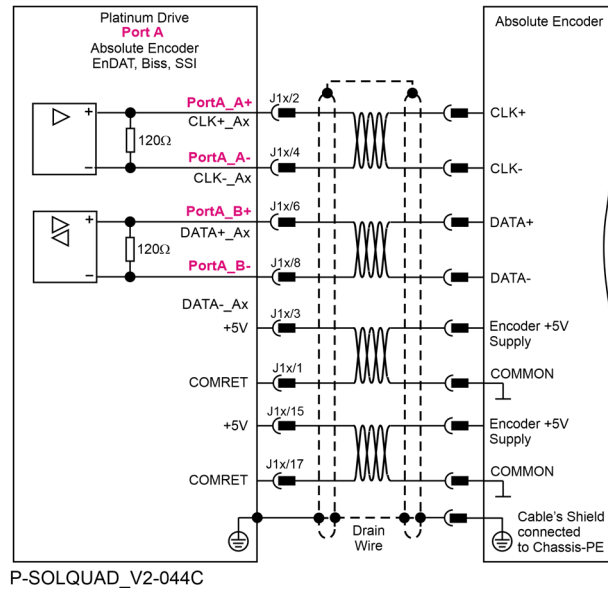 Platinum Drive
Port A
Absolute Encoder
EnDAT, Biss, SSI
Absolute Encoder
+
PortA_A+
J1x/2
CLK+_Ax
CLK+
120Ω
–
PortA_A-
J1x/4
CLK-_Ax
CLK-
+
PortA_B+
J1x/6
DATA+_Ax
DATA+
120Ω
–
PortA_B-
J1x/8
DATA-_Ax
DATA-
+5V
J1x/3
Encoder +5V
Supply
COMRET
J1x/1
COMMON
+5V
J1x/15
Encoder +5V
Supply
COMRET
J1x/17
COMMON
Drain
Wire
Cable's Shield
connected
to Chassis-PE
P-SOLQUAD_V2-044C